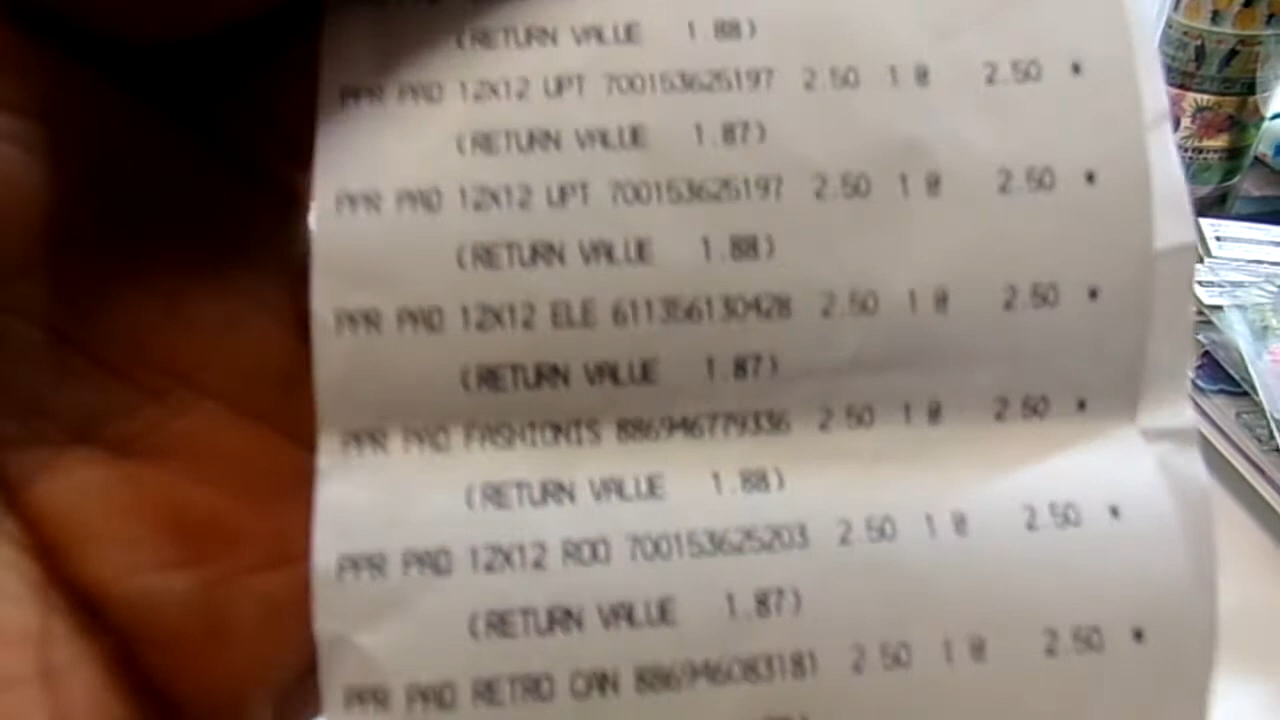 (RETURN VALUE 1.88)
PPR PAD 12X12 UPT 700153625197 2.50 1 @ 2.50 *
(RETURN VALUE 1.87)
PPR PAD 12X12 UPT 700153625197 2.50 1 @ 2.50 *
(RETURN VALUE 1.88)
PPR PAD 12X12 ELE 611356130428 2.50 1 @ 2.50 *
(RETURN VALUE 1.87)
PPR PAD FASHIONIS 886946779336 2.50 1 @ 2.50 *
(RETURN VALUE 1.88)
PPR PAD 12X12 ROO 700153625203 2.50 1 @ 2.50 *
(RETURN VALUE 1.87)
PPR PAD RETRO CAN 886946083181 2.50 1 @ 2.50 *